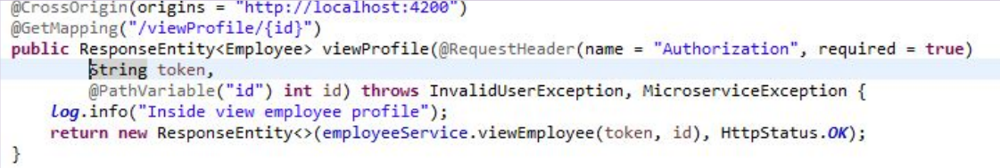 @CrossOrigin(origins = "http://localhost:4200")
@GetMapping("/viewProfile/{id}")
public ResponseEntity<Employee> viewProfile(@RequestHeader(name = "Authorization", required = true)
String token,
@PathVariable("id") int id) throws InvalidUserException, MicroserviceException {
log.info("Inside view employee profile");
return new ResponseEntity<>(employeeService.viewEmployee(token, id), HttpStatus.OK);
}